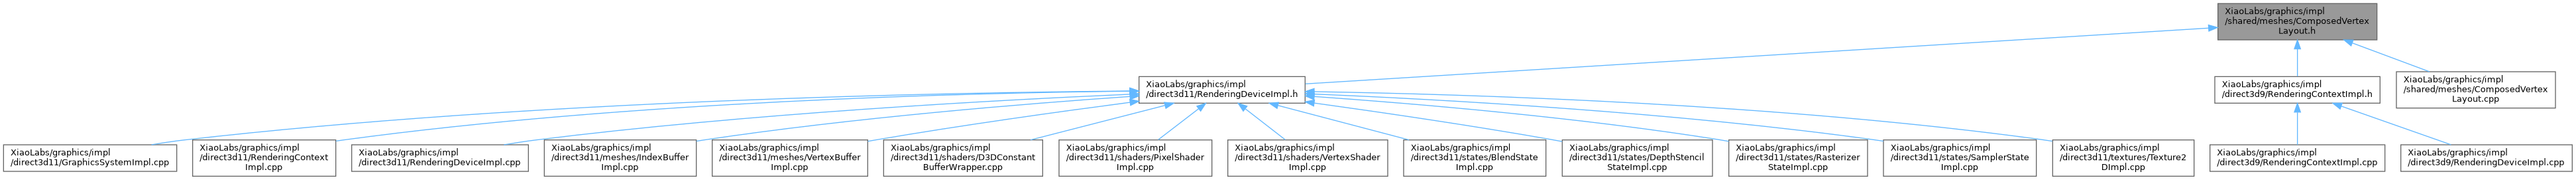 XiaoLabs/graphics/impl
/shared/meshes/ComposedVertex
Layout.h
XiaoLabs/graphics/impl
/direct3d11/RenderingDeviceImpl.h
XiaoLabs/graphics/impl
/direct3d9/RenderingContextImpl.h
XiaoLabs/graphics/impl
/shared/meshes/ComposedVertex
Layout.cpp
XiaoLabs/graphics/impl
/direct3d11/GraphicsSystemImpl.cpp
XiaoLabs/graphics/impl
/direct3d11/RenderingContext
Impl.cpp
XiaoLabs/graphics/impl
/direct3d11/RenderingDeviceImpl.cpp
XiaoLabs/graphics/impl
/direct3d11/meshes/IndexBuffer
Impl.cpp
XiaoLabs/graphics/impl
/direct3d11/meshes/VertexBuffer
Impl.cpp
XiaoLabs/graphics/impl
/direct3d11/shaders/D3DConstant
BufferWrapper.cpp
XiaoLabs/graphics/impl
/direct3d11/shaders/PixelShader
Impl.cpp
XiaoLabs/graphics/impl
/direct3d11/shaders/VertexShader
Impl.cpp
XiaoLabs/graphics/impl
/direct3d11/states/BlendState
Impl.cpp
XiaoLabs/graphics/impl
/direct3d11/states/DepthStencil
StateImpl.cpp
XiaoLabs/graphics/impl
/direct3d11/states/Rasterizer
StateImpl.cpp
XiaoLabs/graphics/impl
/direct3d11/states/SamplerState
Impl.cpp
XiaoLabs/graphics/impl
/direct3d11/textures/Texture2
DImpl.cpp
XiaoLabs/graphics/impl
/direct3d9/RenderingContextImpl.cpp
XiaoLabs/graphics/impl
/direct3d9/RenderingDeviceImpl.cpp